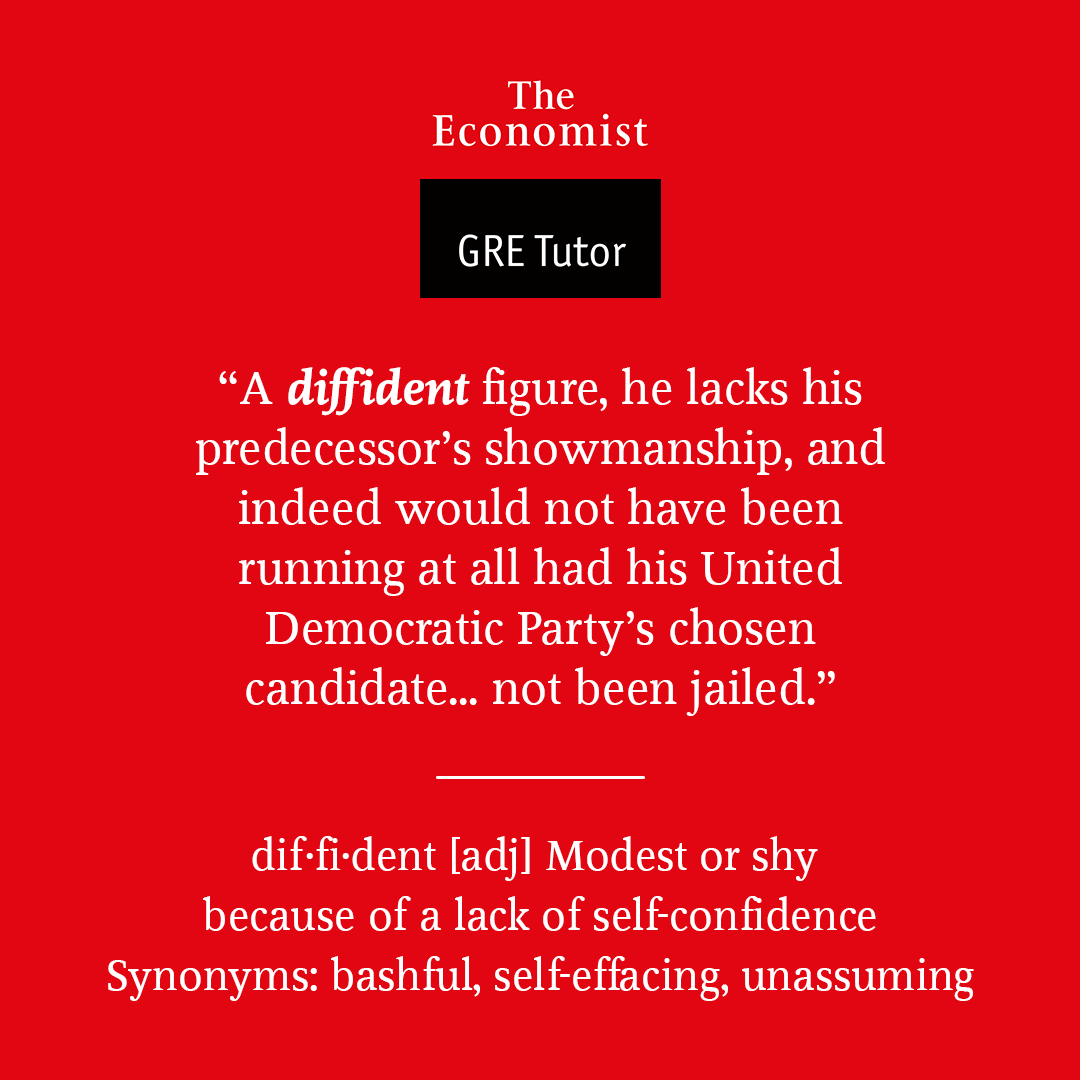 The
Economist
GRE Tutor
“A diffident figure, he lacks his
predecessor’s showmanship, and
indeed would not have been
running at all had his United
Democratic Party’s chosen
candidate... not been jailed.”
dif·fi·dent [adj] Modest or shy
because of a lack of self-confidence
Synonyms: bashful, self-effacing, unassuming